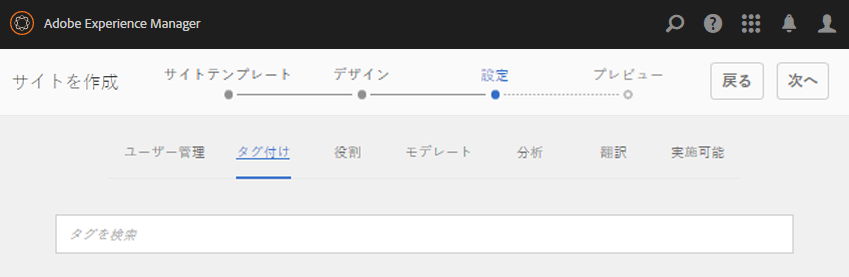 Adobe Experience Manager
サイトを作成 サイトテンプレート デザイン 設定 プレビュー 戻る 次へ
ユーザー管理 タグ付け 役割 モデレート 分析 翻訳 実施可能
タグを検索